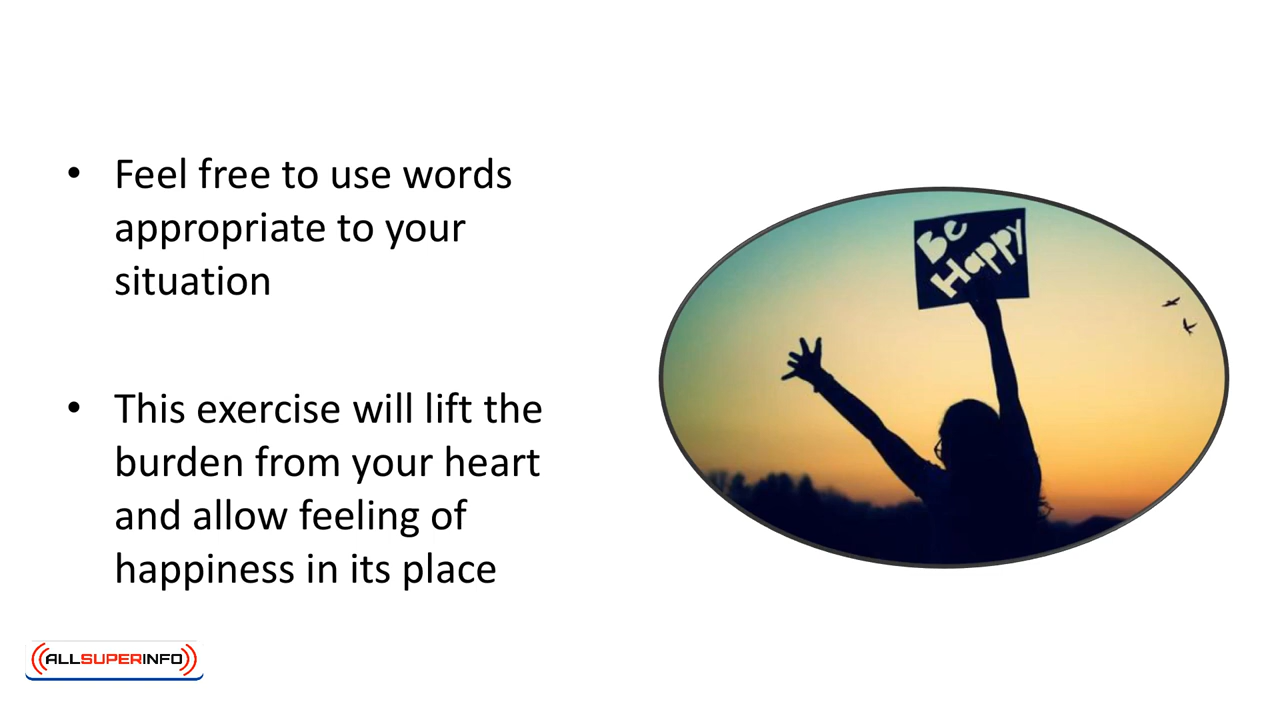 • Feel free to use words
appropriate to your
situation
• This exercise will lift the
burden from your heart
and allow feeling of
happiness in its place
Be
Happy
ALLSUPERINFO